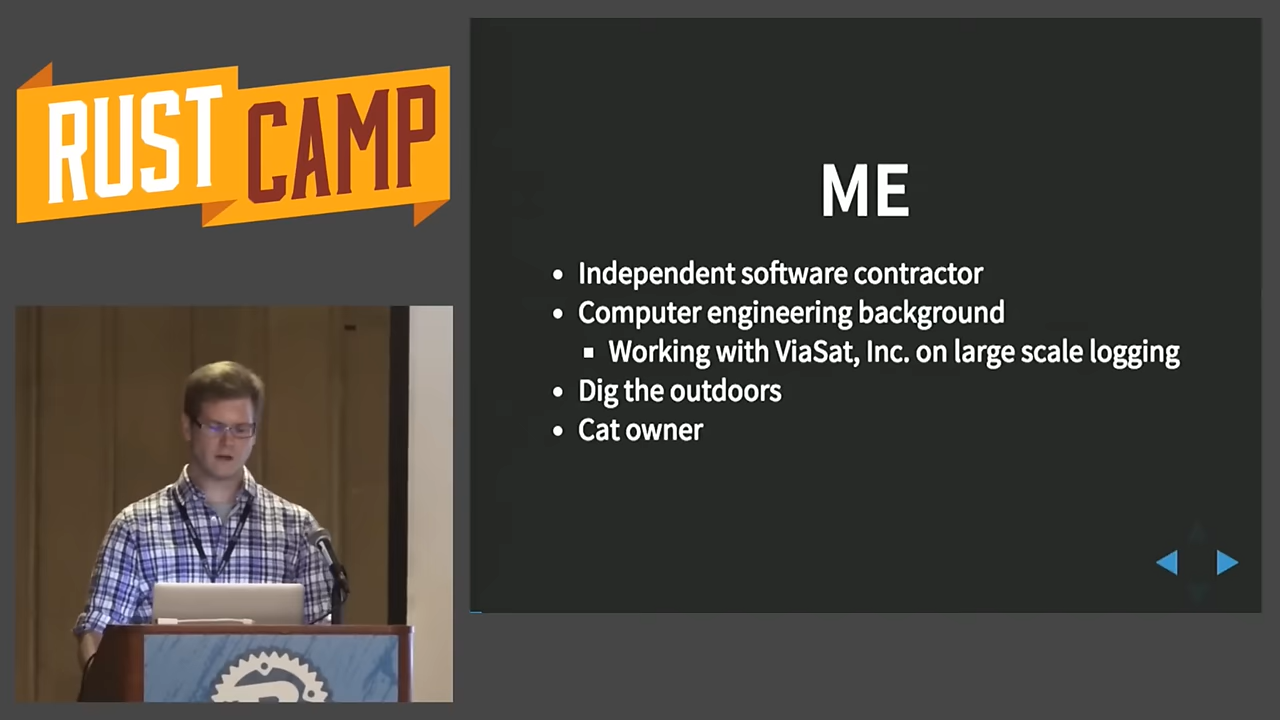 RUST CAMP
ME
Independent software contractor
Computer engineering background
Working with ViaSat, Inc. on large scale logging
Dig the outdoors
Cat owner